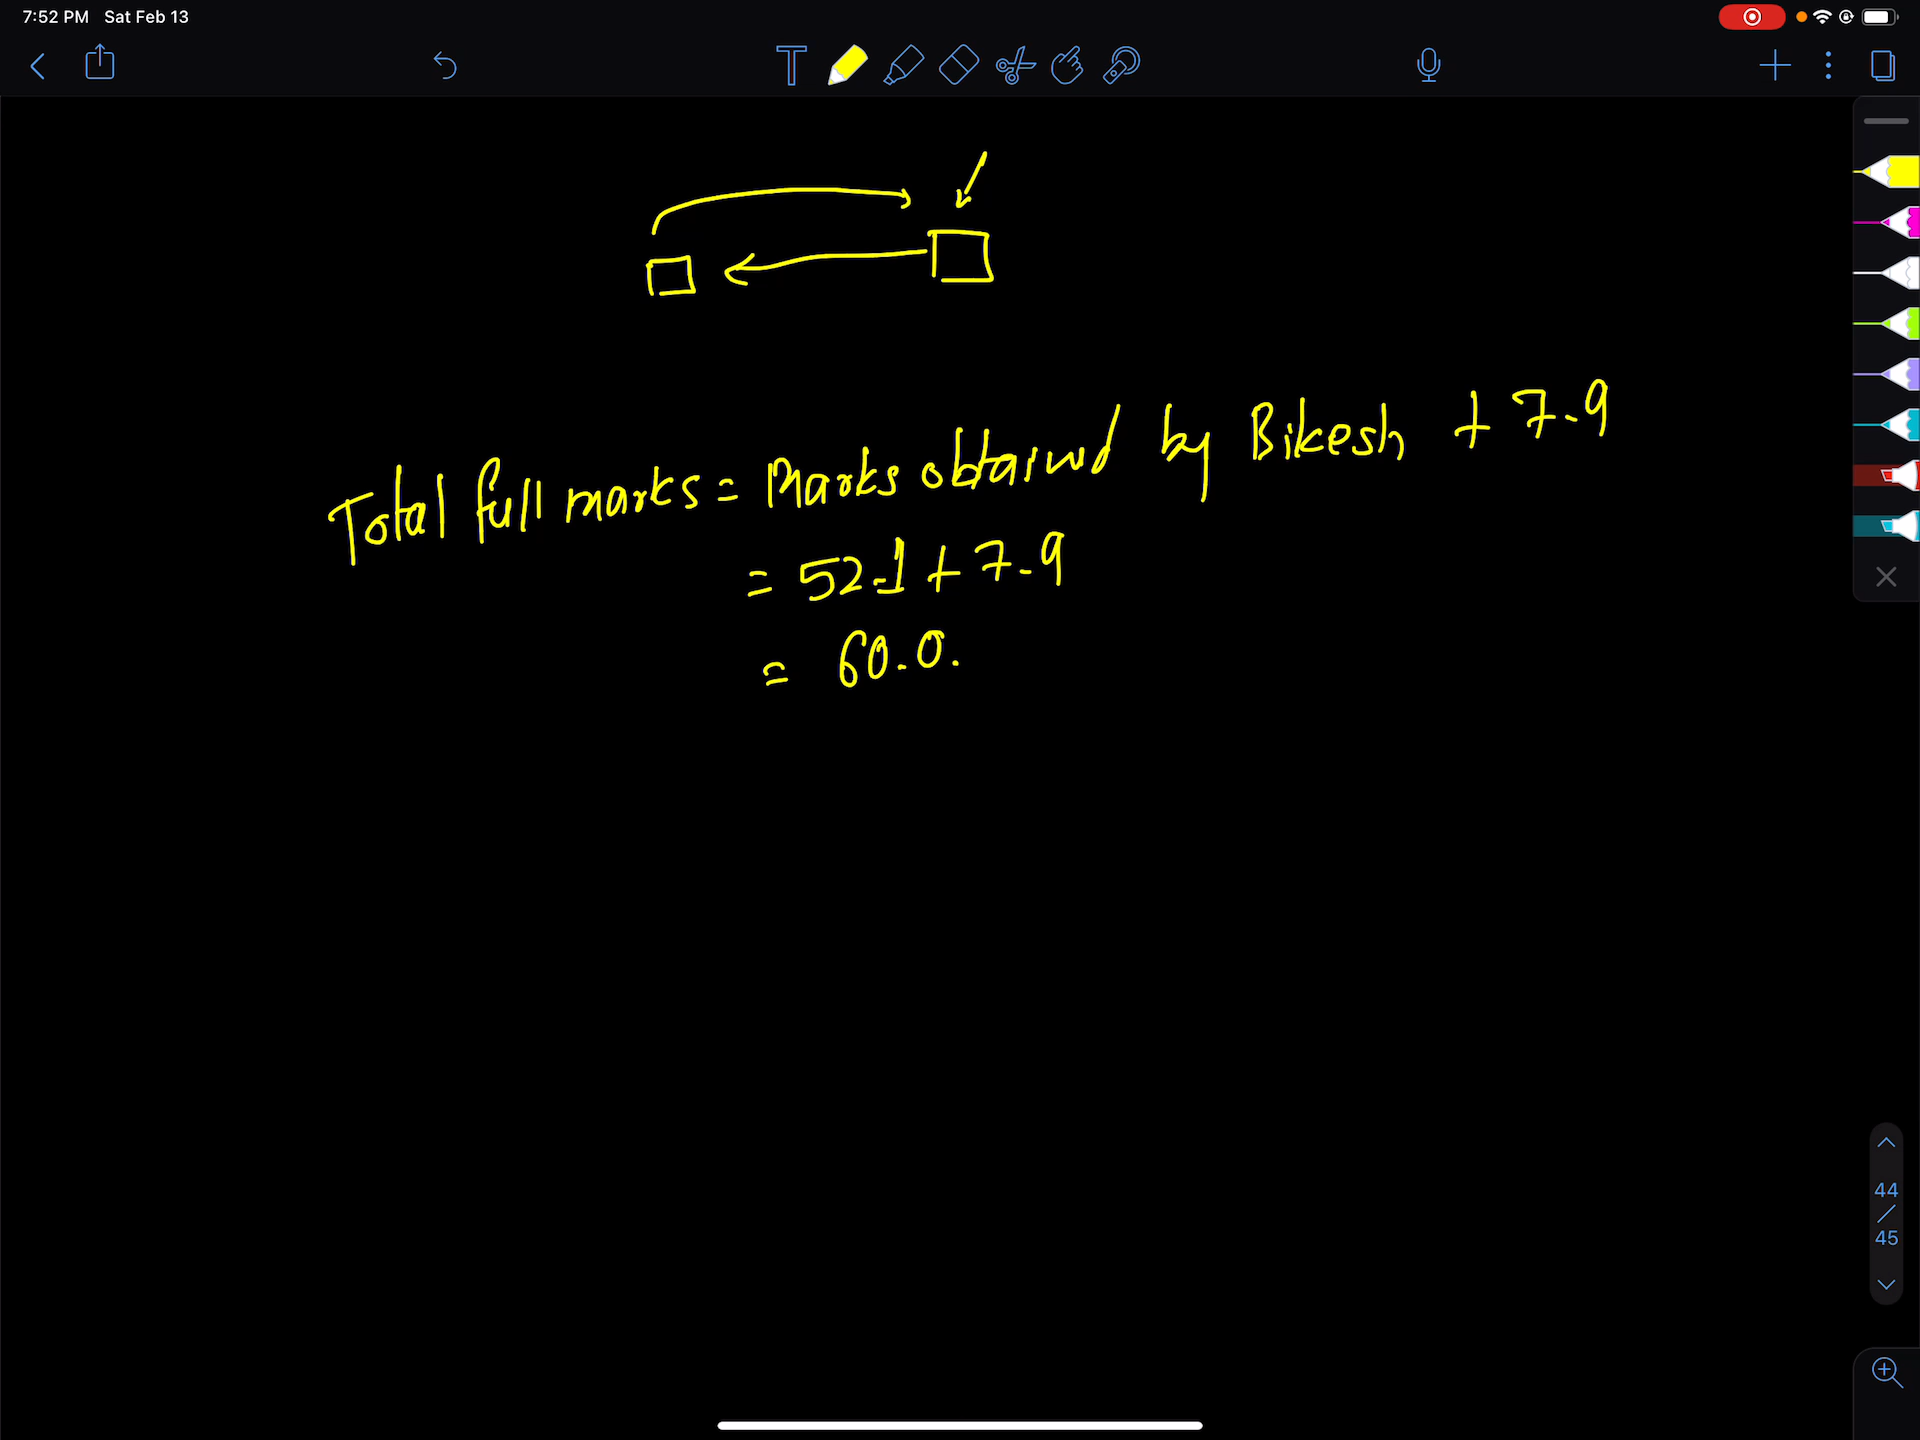 7:52 PM Sat Feb 13
T
Total full marks = Marks obtained by Bikesh + 7.9
= 52.1 + 7.9
= 60.0.
44
/
45